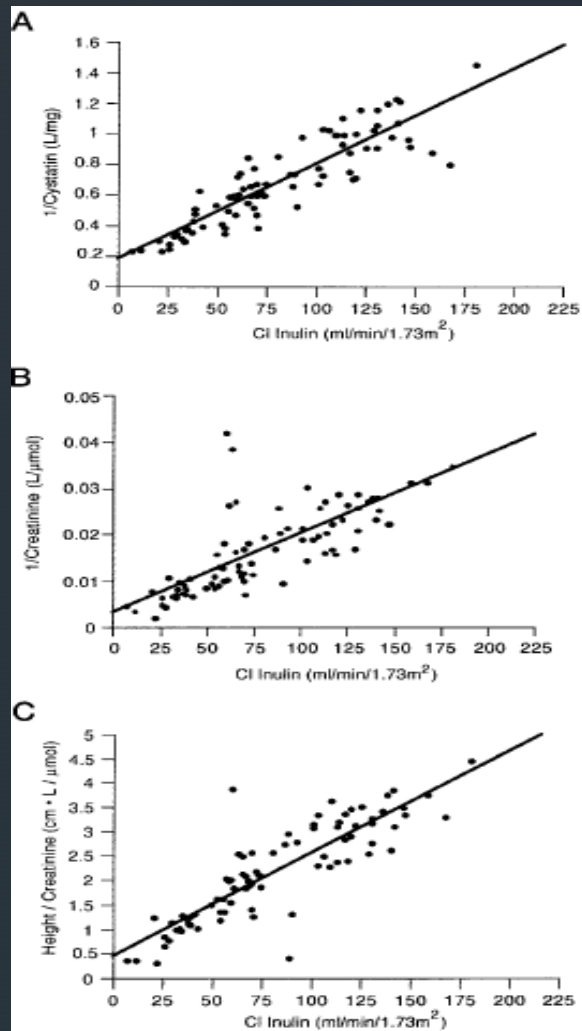 A
1.6
1.4
1.2
1
0.8
0.6
0.4
0.2
0
1/Cystatin (L/mg)
0 25 50 75 100 125 150 175 200 225
Cl Inulin (ml/min/1.73m²)
B
0.05
0.04
0.03
0.02
0.01
0
1/Creatinine (L/μmol)
0 25 50 75 100 125 150 175 200 225
Cl Inulin (ml/min/1.73m²)
C
5
4.5
3.5
3
2.5
2
1.5
1
0.5
0
Height / Creatinine (cm • L / μmol)
0 25 50 75 100 125 150 175 200 225
Cl Inulin (ml/min/1.73m²)